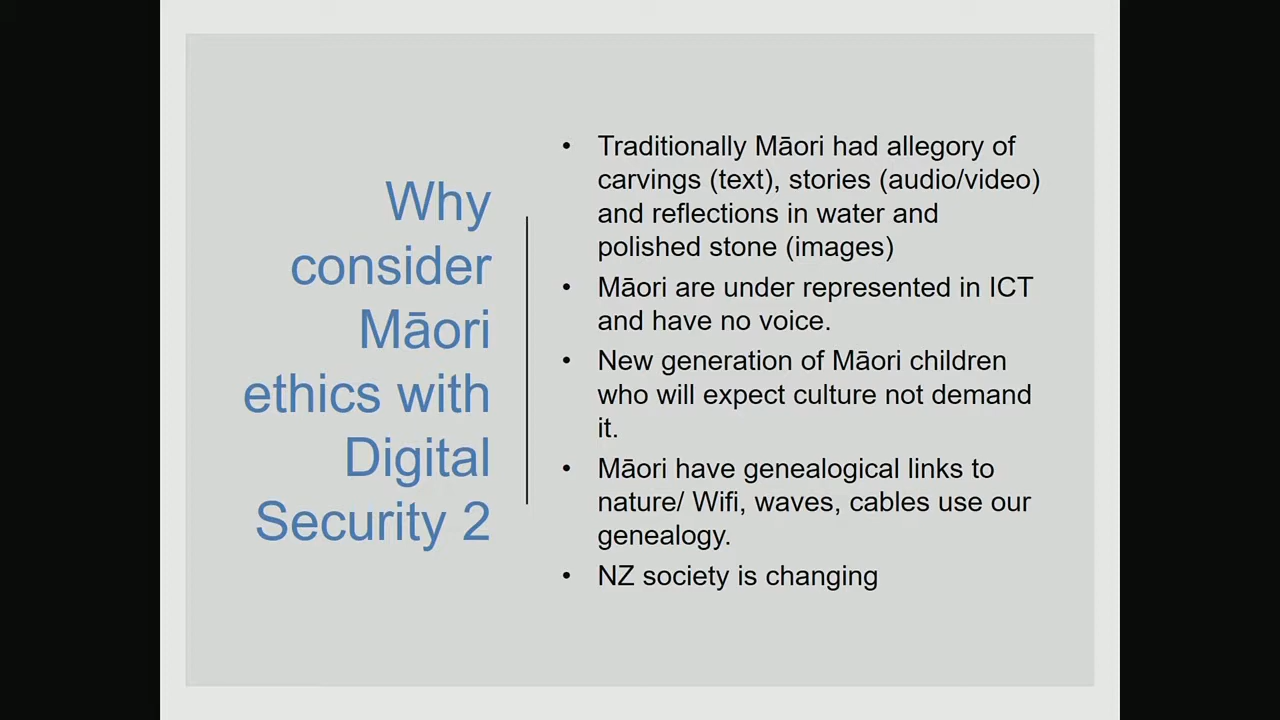 Why
consider
Māori
ethics with
Digital
Security 2
• Traditionally Māori had allegory of
carvings (text), stories (audio/video)
and reflections in water and
polished stone (images)
• Māori are under represented in ICT
and have no voice.
• New generation of Māori children
who will expect culture not demand
it.
• Māori have genealogical links to
nature/ Wifi, waves, cables use our
genealogy.
• NZ society is changing